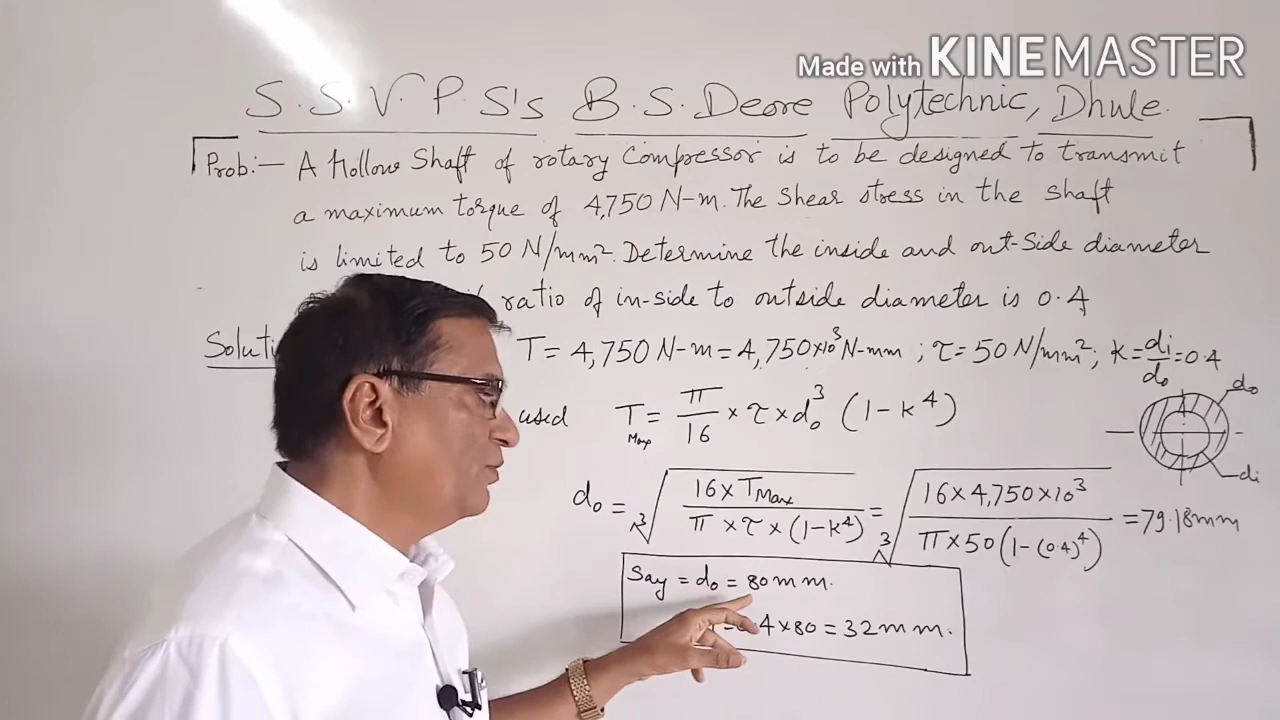 Made with KINEMASTER
S.S.V.P.S's B.S. Deore Polytechnic, Dhule.
Prob:— A Hollow Shaft of rotary Compressor is to be designed to transmit
a maximum torque of 4,750 N-m. The Shear stress in the shaft
is limited to 50 N/mm². Determine the inside and out-Side diameter
ratio of in-side to outside diameter is 0.4
T = 4,750 N-m = 4,750×10³ N-mm ; τ = 50 N/mm² ; K = di/do = 0.4
used T Max = π/16 × τ × do³ (1 - K⁴)
do
di
do = ³√(16 × TMax / π × τ × (1-K⁴)) = ³√(16 × 4,750 × 10³ / π × 50 (1-(0.4)⁴)) = 79.18mm
Say = do = 80 mm.
4 × 80 = 32 mm.